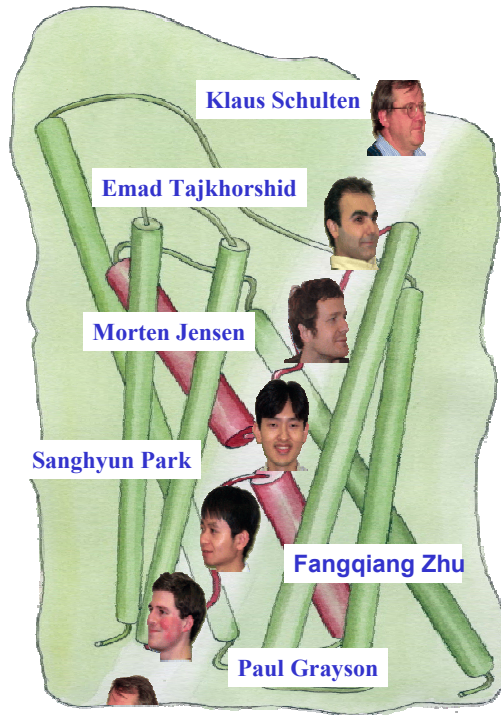 Klaus Schulten
Emad Tajkhorshid
Morten Jensen
Sanghyun Park
Fangqiang Zhu
Paul Grayson